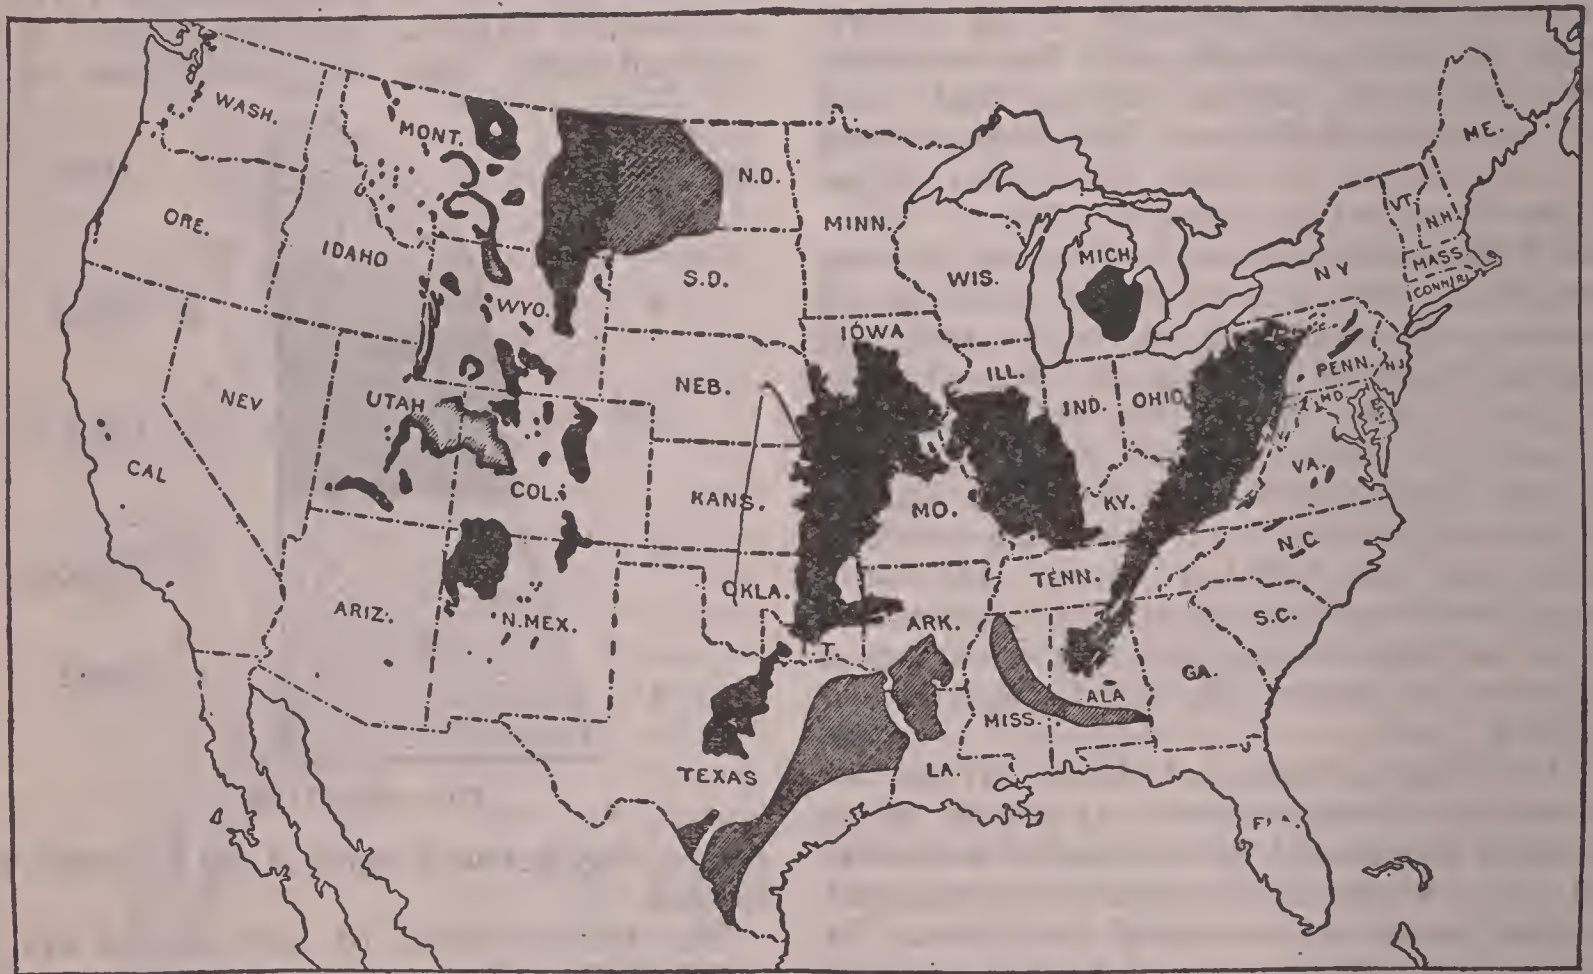 WASH.
MONT.
N.D.
MINN.
ME.
VT.
N.H.
MASS.
CONN.
R.I.
N Y
ORE.
IDAHO
WYO.
S.D.
WIS.
MICH.
IOWA
NEB.
ILL.
IND.
OHIO
PENN.
N.J.
MD.
NEV
UTAH
CAL
COL.
KANS.
MO.
KY.
VA.
N.C.
TENN.
S.C.
ARIZ.
N.MEX.
OKLA.
I.T.
ARK.
MISS.
ALA
GA.
TEXAS
LA.
FLA.